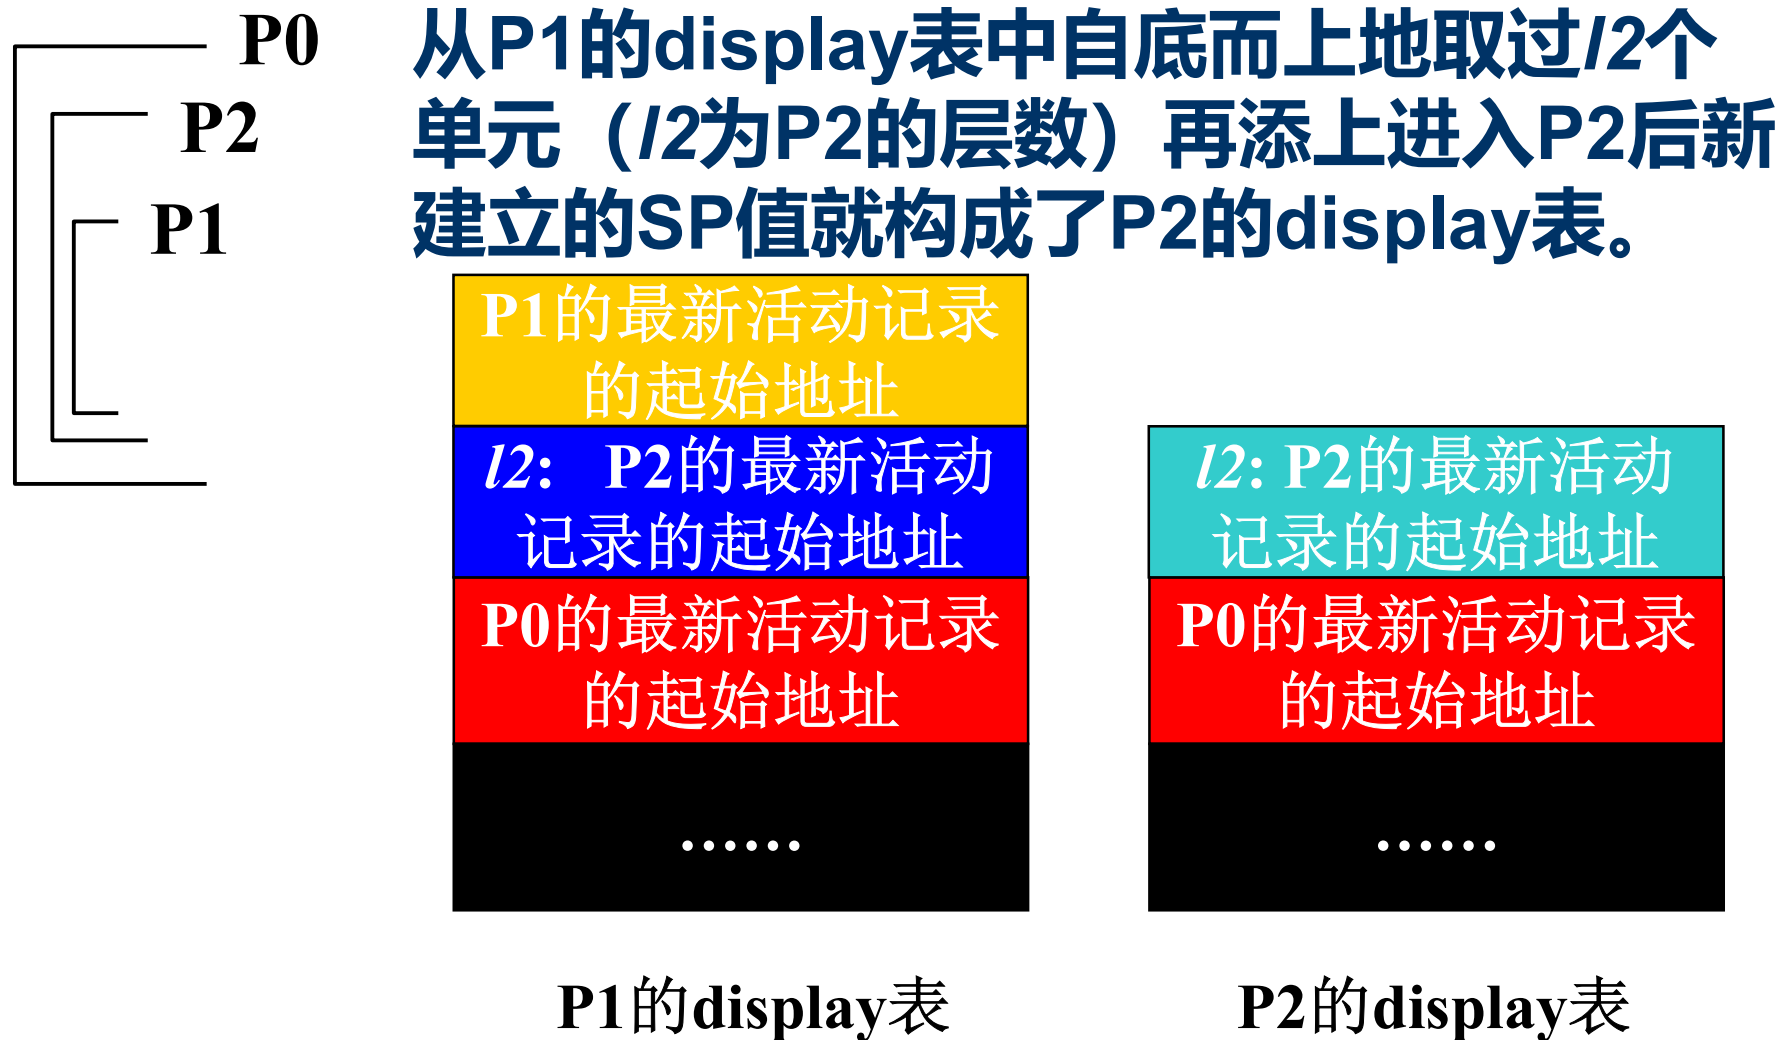 P0
P2
P1
从P1的display表中自底而上地取过l2个
单元（l2为P2的层数）再添上进入P2后新
建立的SP值就构成了P2的display表。
P1的最新活动记录
的起始地址
l2: P2的最新活动
记录的起始地址
P0的最新活动记录
的起始地址
......
P1的display表
l2: P2的最新活动
记录的起始地址
P0的最新活动记录
的起始地址
......
P2的display表